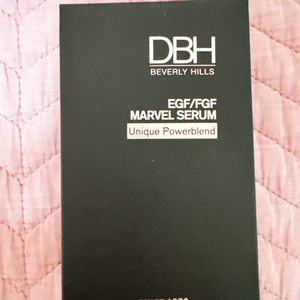 DBH
BEVERLY HILLS
EGF/FGF
MARVEL SERUM
Unique Powerblend